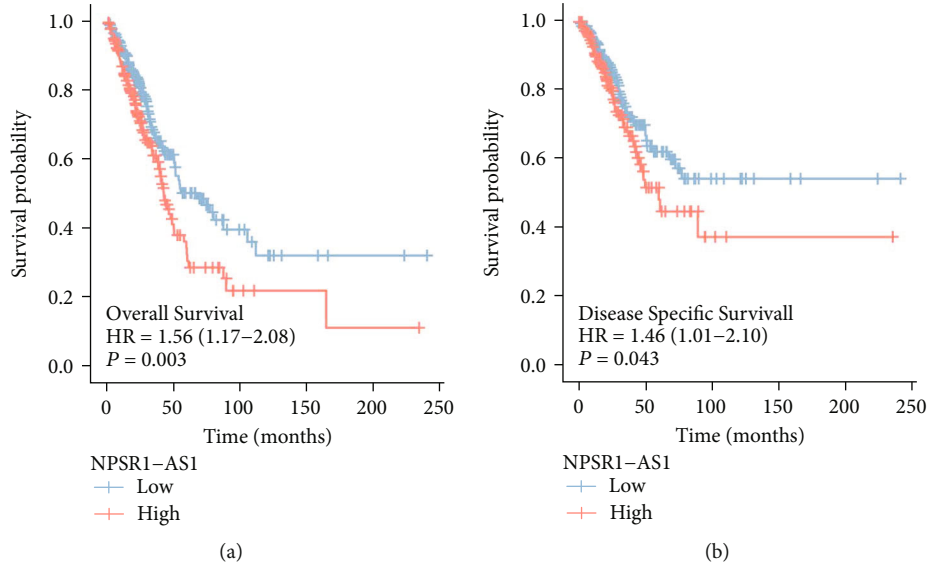 Survival probability
1.0
0.8
0.6
0.4
0.2
0.0
Overall Survival
HR = 1.56 (1.17−2.08)
P = 0.003
0 50 100 150 200 250
Time (months)
NPSR1−AS1
Low
High
(a)
Survival probability
1.0
0.8
0.6
0.4
0.2
0.0
Disease Specific Survivall
HR = 1.46 (1.01−2.10)
P = 0.043
0 50 100 150 200 250
Time (months)
NPSR1−AS1
Low
High
(b)